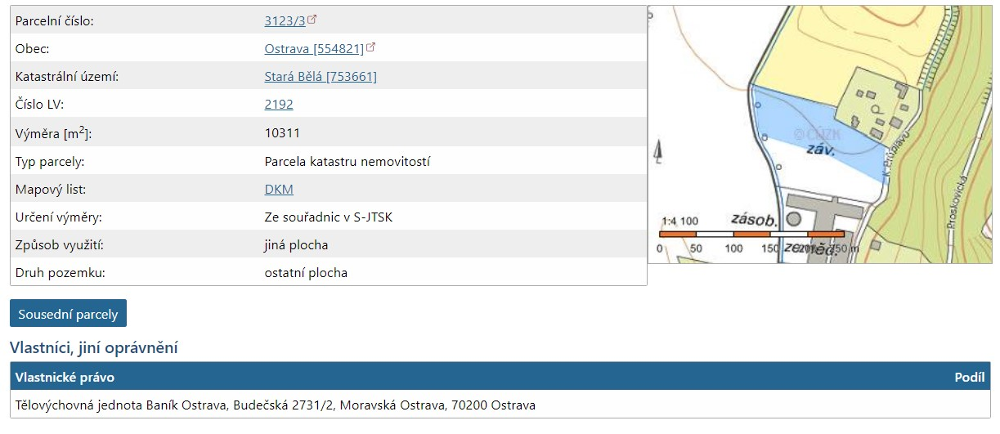 Parcelní číslo: 3123/3
Obec: Ostrava [554821]
Katastrální území: Stará Bělá [753661]
Číslo LV: 2192
Výměra [m2]: 10311
Typ parcely: Parcela katastru nemovitostí
Mapový list: DKM
Určení výměry: Ze souřadnic v S-JTSK
Způsob využití: jiná plocha
Druh pozemku: ostatní plocha
© ČÚZK
záv.
K Průplavu
Proskovická
zásob.
zeměd.
1:4 100
0 50 100 150 200 250 m
Sousední parcely
Vlastníci, jiní oprávnění
Vlastnické právo Podíl
Tělovýchovná jednota Baník Ostrava, Budečská 2731/2, Moravská Ostrava, 70200 Ostrava